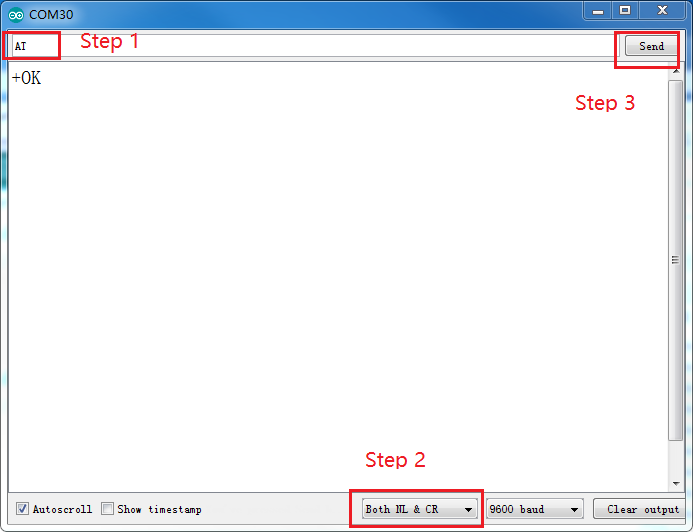 COM30
AT
Step 1
Send
+OK
Step 3
Step 2
Autoscroll Show timestamp Both NL & CR 9600 baud Clear output